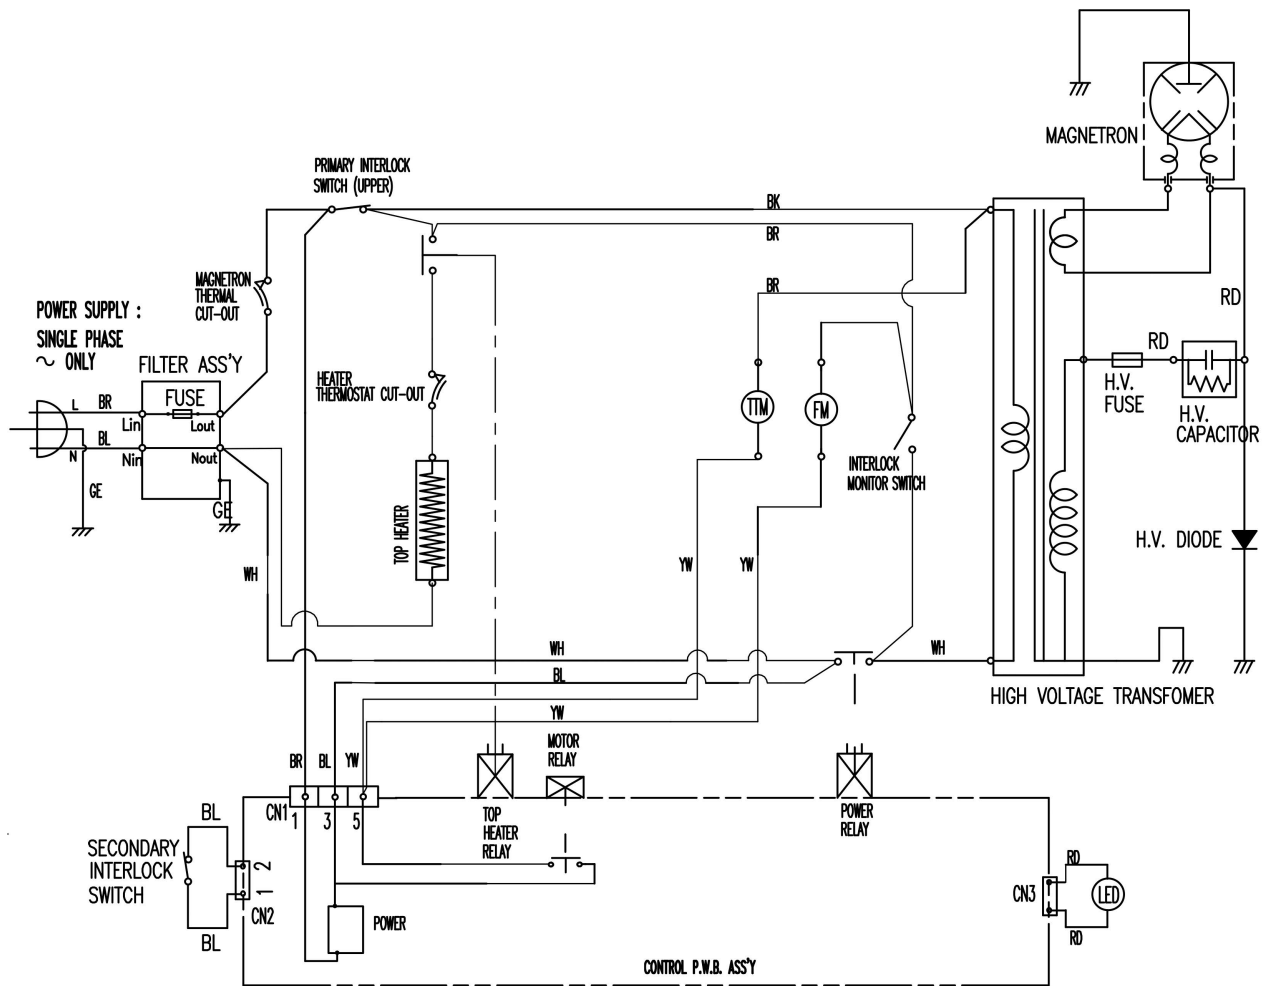 MAGNETRON
PRIMARY INTERLOCK
SWITCH (UPPER)
BK
BR
MAGNETRON
THERMAL
CUT-OUT
BR
RD
POWER SUPPLY :
SINGLE PHASE
~ ONLY
FILTER ASS'Y
RD
HEATER
THERMOSTAT CUT-OUT
H.V.
FUSE
H.V.
CAPACITOR
L
BR
FUSE
Lin
Lout
TTM
FM
BL
N
Nin
Nout
INTERLOCK
MONITOR SWITCH
GE
GE
TOP HEATER
H.V. DIODE
WH
YW
YW
WH
WH
BL
HIGH VOLTAGE TRANSFOMER
YW
BR
BL
YW
MOTOR
RELAY
CN1
1
3
5
TOP
HEATER
RELAY
POWER
RELAY
BL
SECONDARY
INTERLOCK
SWITCH
2
1
CN2
BL
POWER
RD
CN3
LED
RD
CONTROL P.W.B. ASS'Y